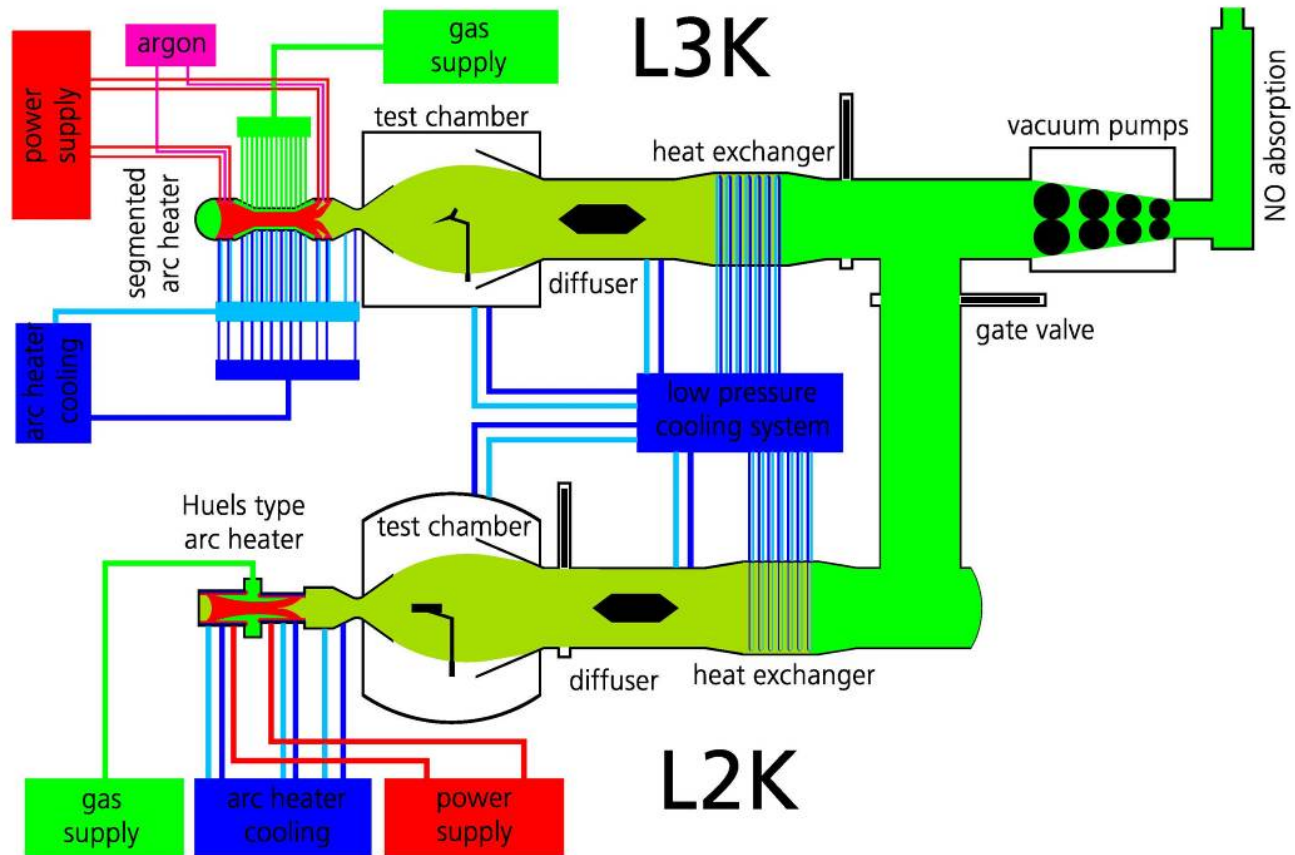 L3K
argon
gas
supply
power
supply
test chamber
heat exchanger
vacuum pumps
NO absorption
segmented
arc heater
diffuser
gate valve
arc heater
cooling
low pressure
cooling system
Huels type
arc heater
test chamber
diffuser
heat exchanger
L2K
gas
supply
arc heater
cooling
power
supply